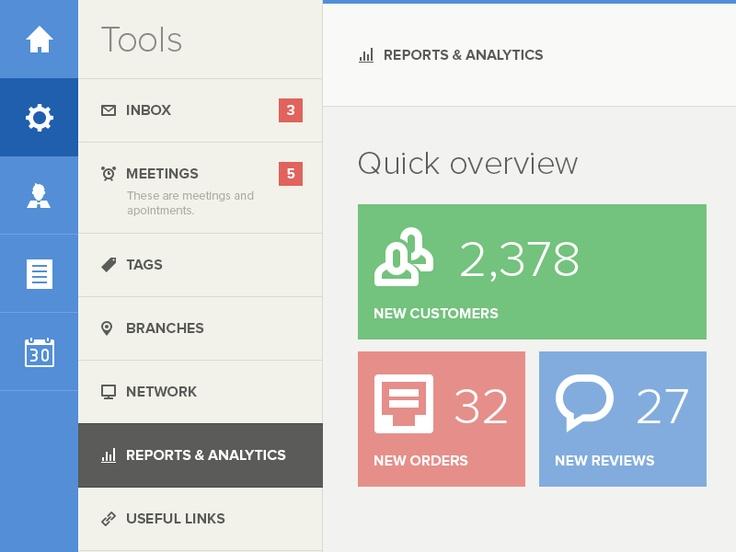 Tools
INBOX 3
MEETINGS 5
These are meetings and
apointments.
TAGS
BRANCHES
30
NETWORK
REPORTS & ANALYTICS
USEFUL LINKS
REPORTS & ANALYTICS
Quick overview
2,378
NEW CUSTOMERS
32
NEW ORDERS
27
NEW REVIEWS